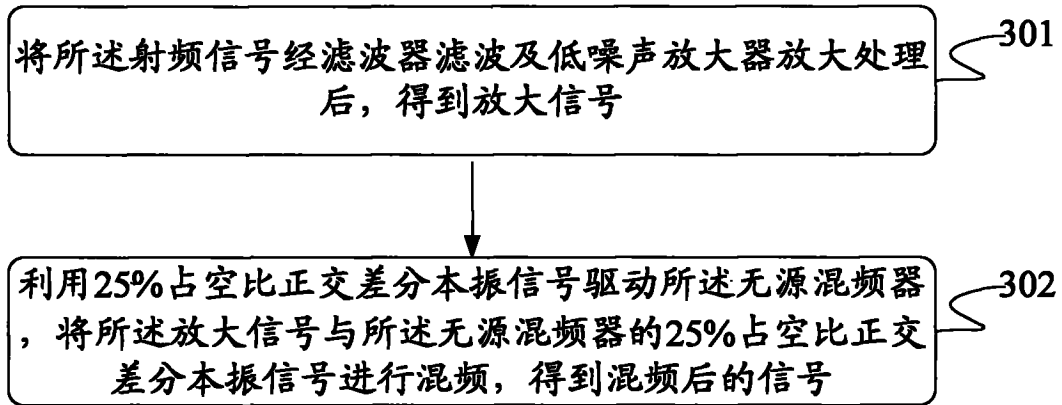 将所述射频信号经滤波器滤波及低噪声放大器放大处理
后，得到放大信号
301
利用25%占空比正交差分本振信号驱动所述无源混频器
，将所述放大信号与所述无源混频器的25%占空比正交
差分本振信号进行混频，得到混频后的信号
302